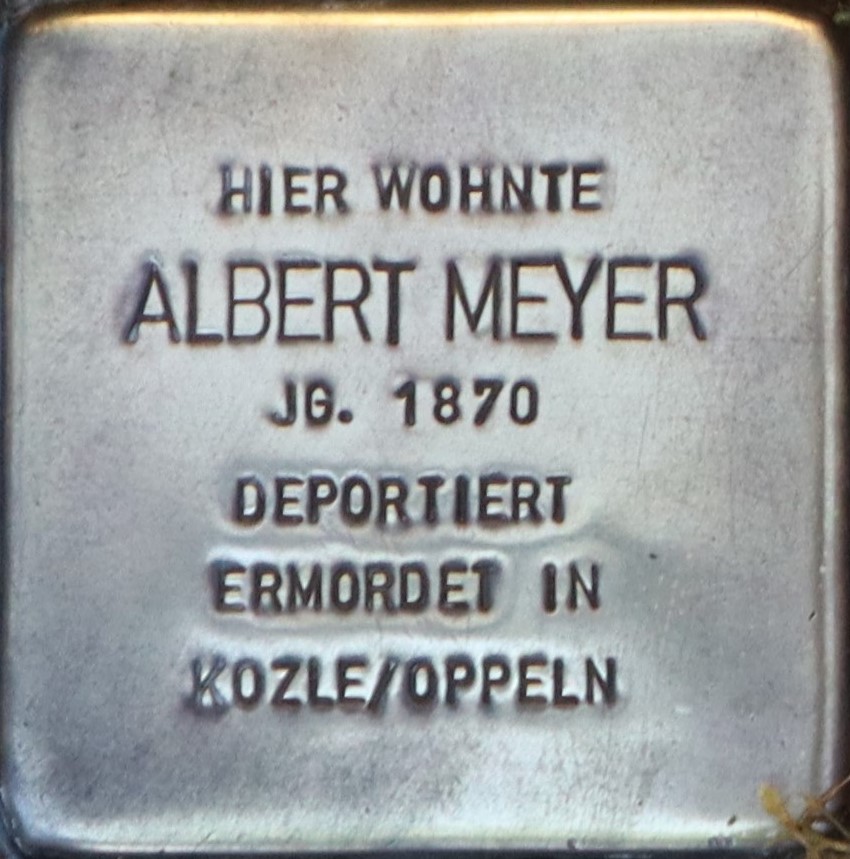 HIER WOHNTE
ALBERT MEYER
JG. 1870
DEPORTIERT
ERMORDET IN
KOZLE/OPPELN